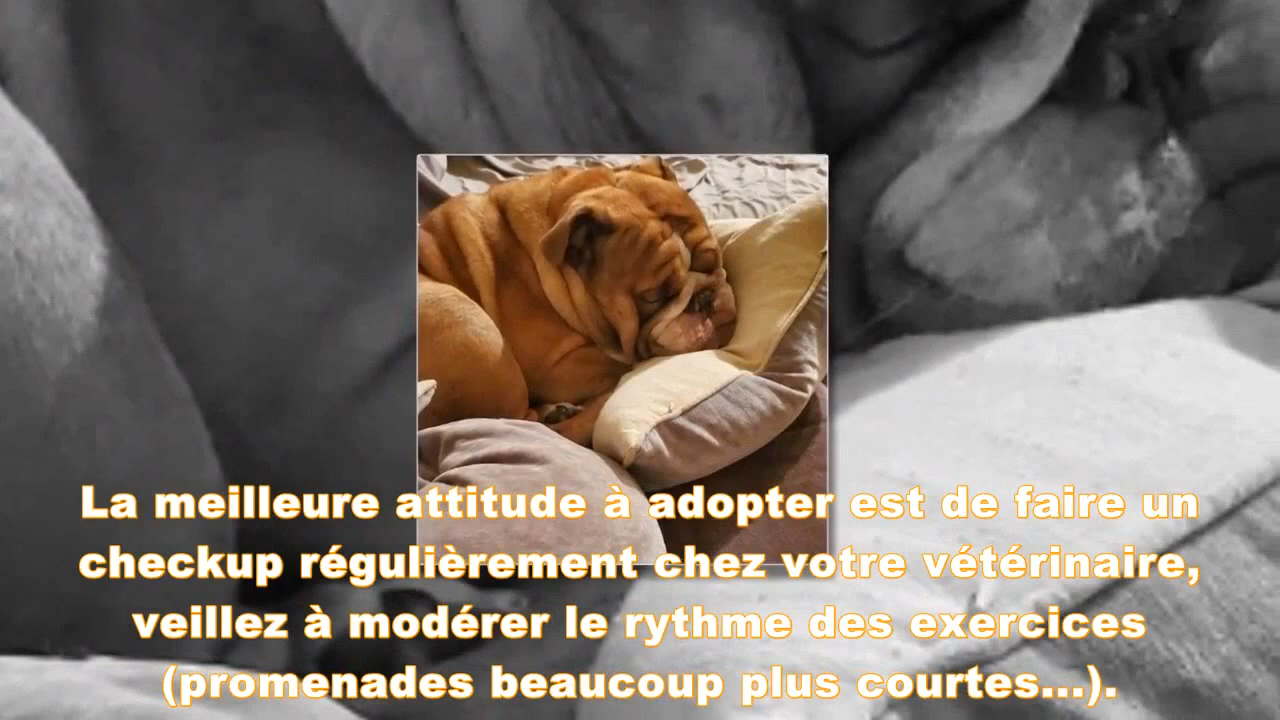 La meilleure attitude à adopter est de faire un
checkup régulièrement chez votre vétérinaire,
veillez à modérer le rythme des exercices
(promenades beaucoup plus courtes...).